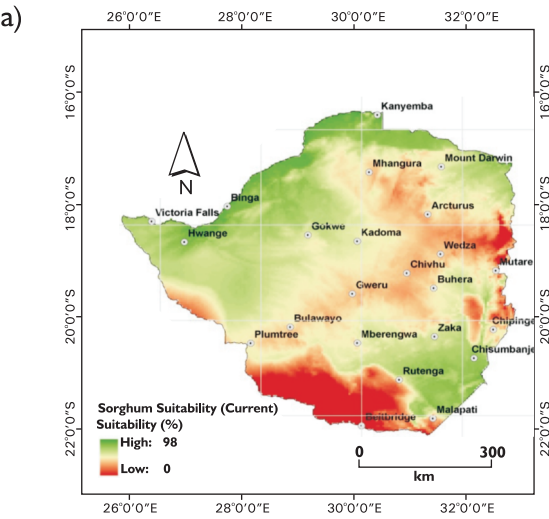 a)
26°0'0"E 28°0'0"E 30°0'0"E 32°0'0"E
16°0'0"S
16°0'0"S
Kanyemba
Mhangura
Mount Darwin
N
Binga
18°0'0"S
18°0'0"S
Victoria Falls
Arcturus
Hwange
Gokwe
Kadoma
Wedza
Chivhu
Mutare
Gweru
Buhera
20°0'0"S
20°0'0"S
Bulawayo
Chipinge
Plumtree
Mberengwa
Zaka
Chisumbanje
Rutenga
Sorghum Suitability (Current)
Suitability (%)
High: 98
Low: 0
Malapati
Beitbridge
22°0'0"S
22°0'0"S
0 300
km
26°0'0"E 28°0'0"E 30°0'0"E 32°0'0"E